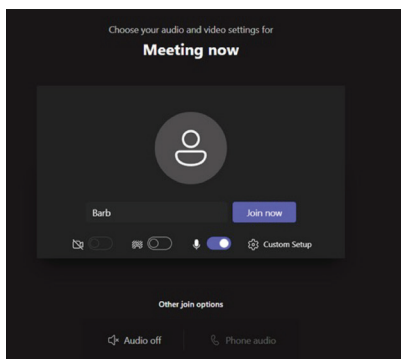 Choose your audio and video settings for
Meeting now
Barb
Join now
Custom Setup
Other join options
Audio off
Phone audio